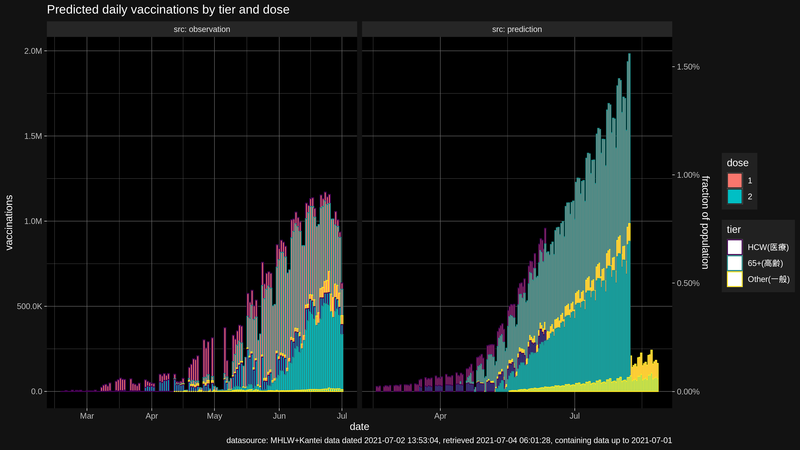 Predicted daily vaccinations by tier and dose
src: observation
src: prediction
2.0M
1.5M
1.0M
500.0K
0.0
vaccinations
1.50%
1.00%
0.50%
0.00%
fraction of population
Mar
Apr
May
Jun
Jul
Apr
Jul
date
dose
1
2
tier
HCW(医療)
65+(高齢)
Other(一般)
datasource: MHLW+Kantei data dated 2021-07-02 13:53:04, retrieved 2021-07-04 06:01:28, containing data up to 2021-07-01